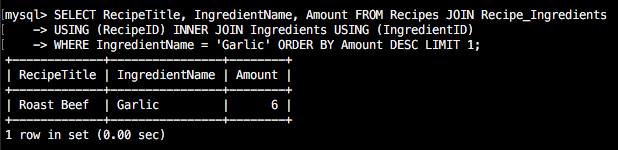 mysql> SELECT RecipeTitle, IngredientName, Amount FROM Recipes JOIN Recipe_Ingredients
    -> USING (RecipeID) INNER JOIN Ingredients USING (IngredientID)
    -> WHERE IngredientName = 'Garlic' ORDER BY Amount DESC LIMIT 1;
+-------------+----------------+--------+
| RecipeTitle | IngredientName | Amount |
+-------------+----------------+--------+
| Roast Beef  | Garlic         |      6 |
+-------------+----------------+--------+
1 row in set (0.00 sec)